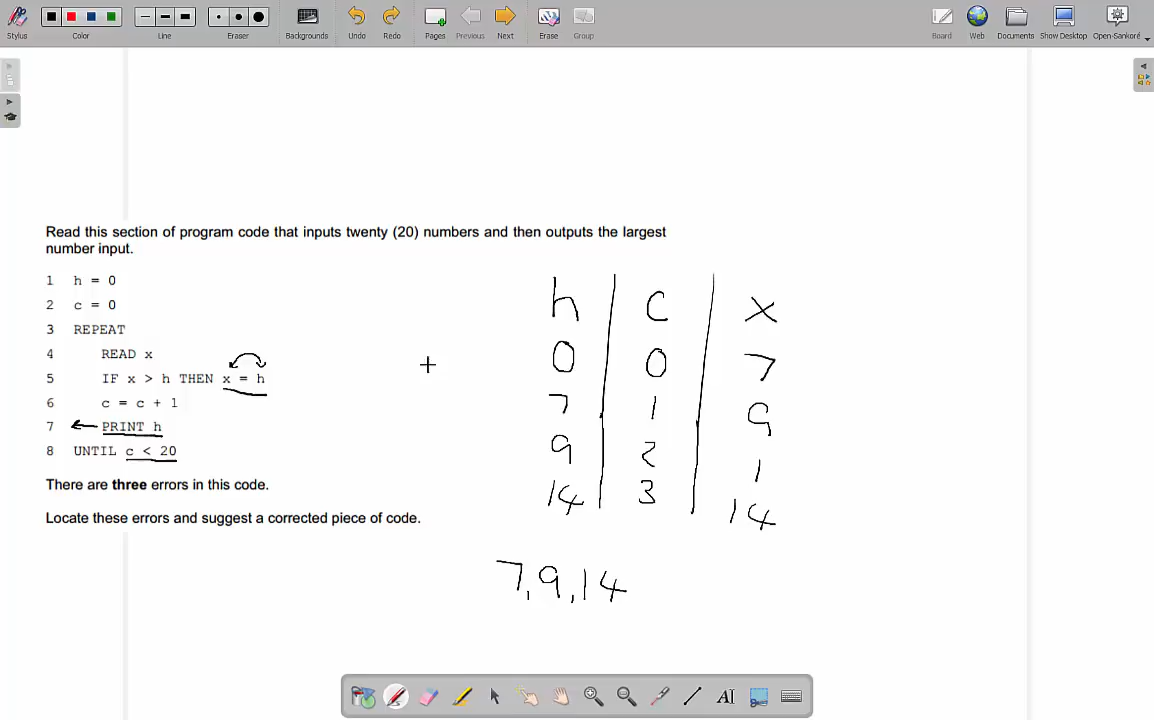 Stylus Color Line Eraser Backgrounds Undo Redo Pages Previous Next Erase Group Board Web Documents Show Desktop Open-Sankoré
Read this section of program code that inputs twenty (20) numbers and then outputs the largest
number input.
1 h = 0
2 c = 0
3 REPEAT
4 READ x
5 IF x > h THEN x = h
6 c = c + 1
7 PRINT h
8 UNTIL c < 20
There are three errors in this code.
Locate these errors and suggest a corrected piece of code.
h c x
0 0 7
7 1 9
9 2 1
14 3 14
7,9,14
AI